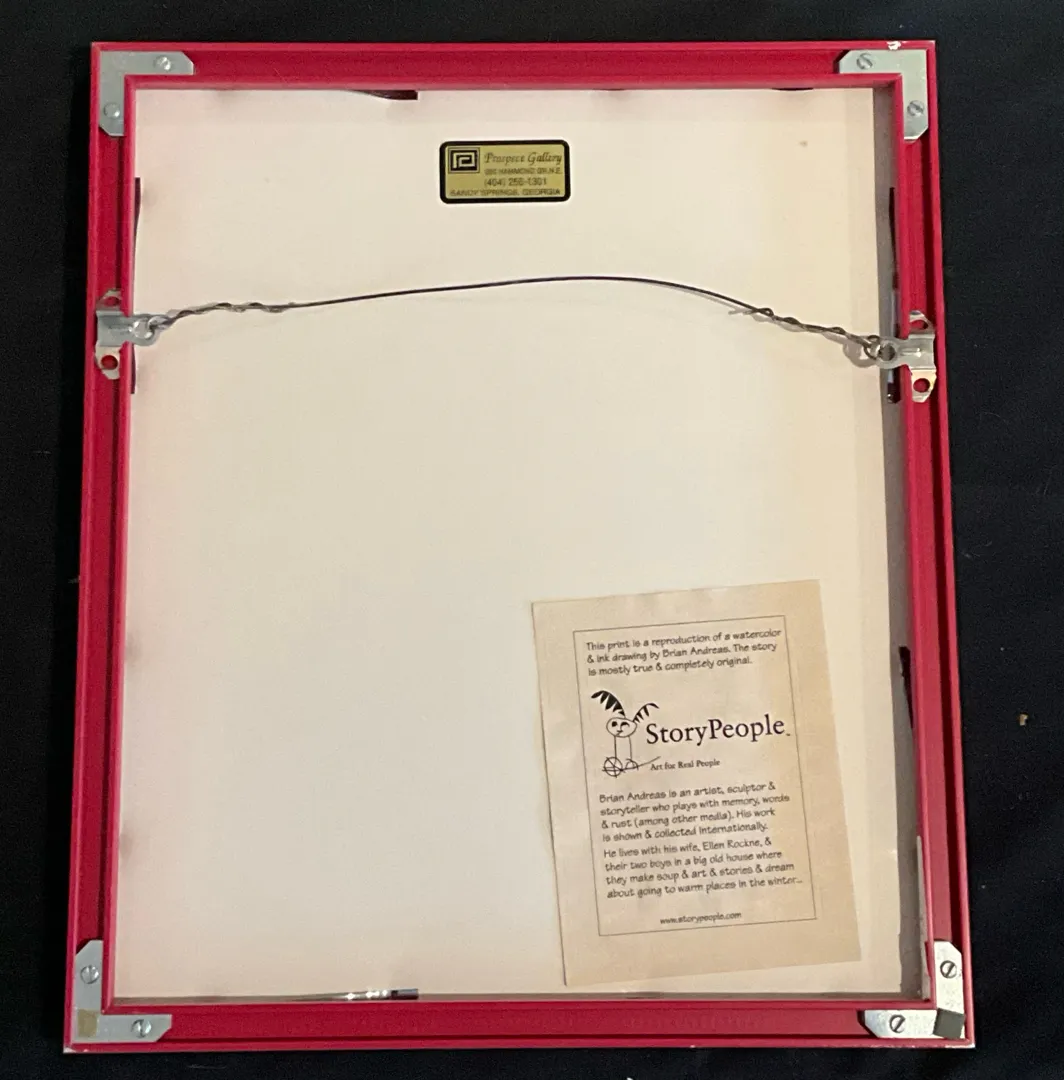 Prospect Gallery
HAMMOND DR. N.E.
(404)
SANDY SPRINGS, GEORGIA
This print is a reproduction of a watercolor
& ink drawing by Brian Andreas. The story
is mostly true & completely original.
StoryPeople™
Art for Real People
Brian Andreas is an artist, sculptor &
storyteller who plays with memory, words
& rust (among other media). His work
is shown & collected internationally.
He lives with his wife, Ellen Rockne, &
their two boys in a big old house where
they make soup & art & stories & dream
about going to warm places in the winter...
www.storypeople.com